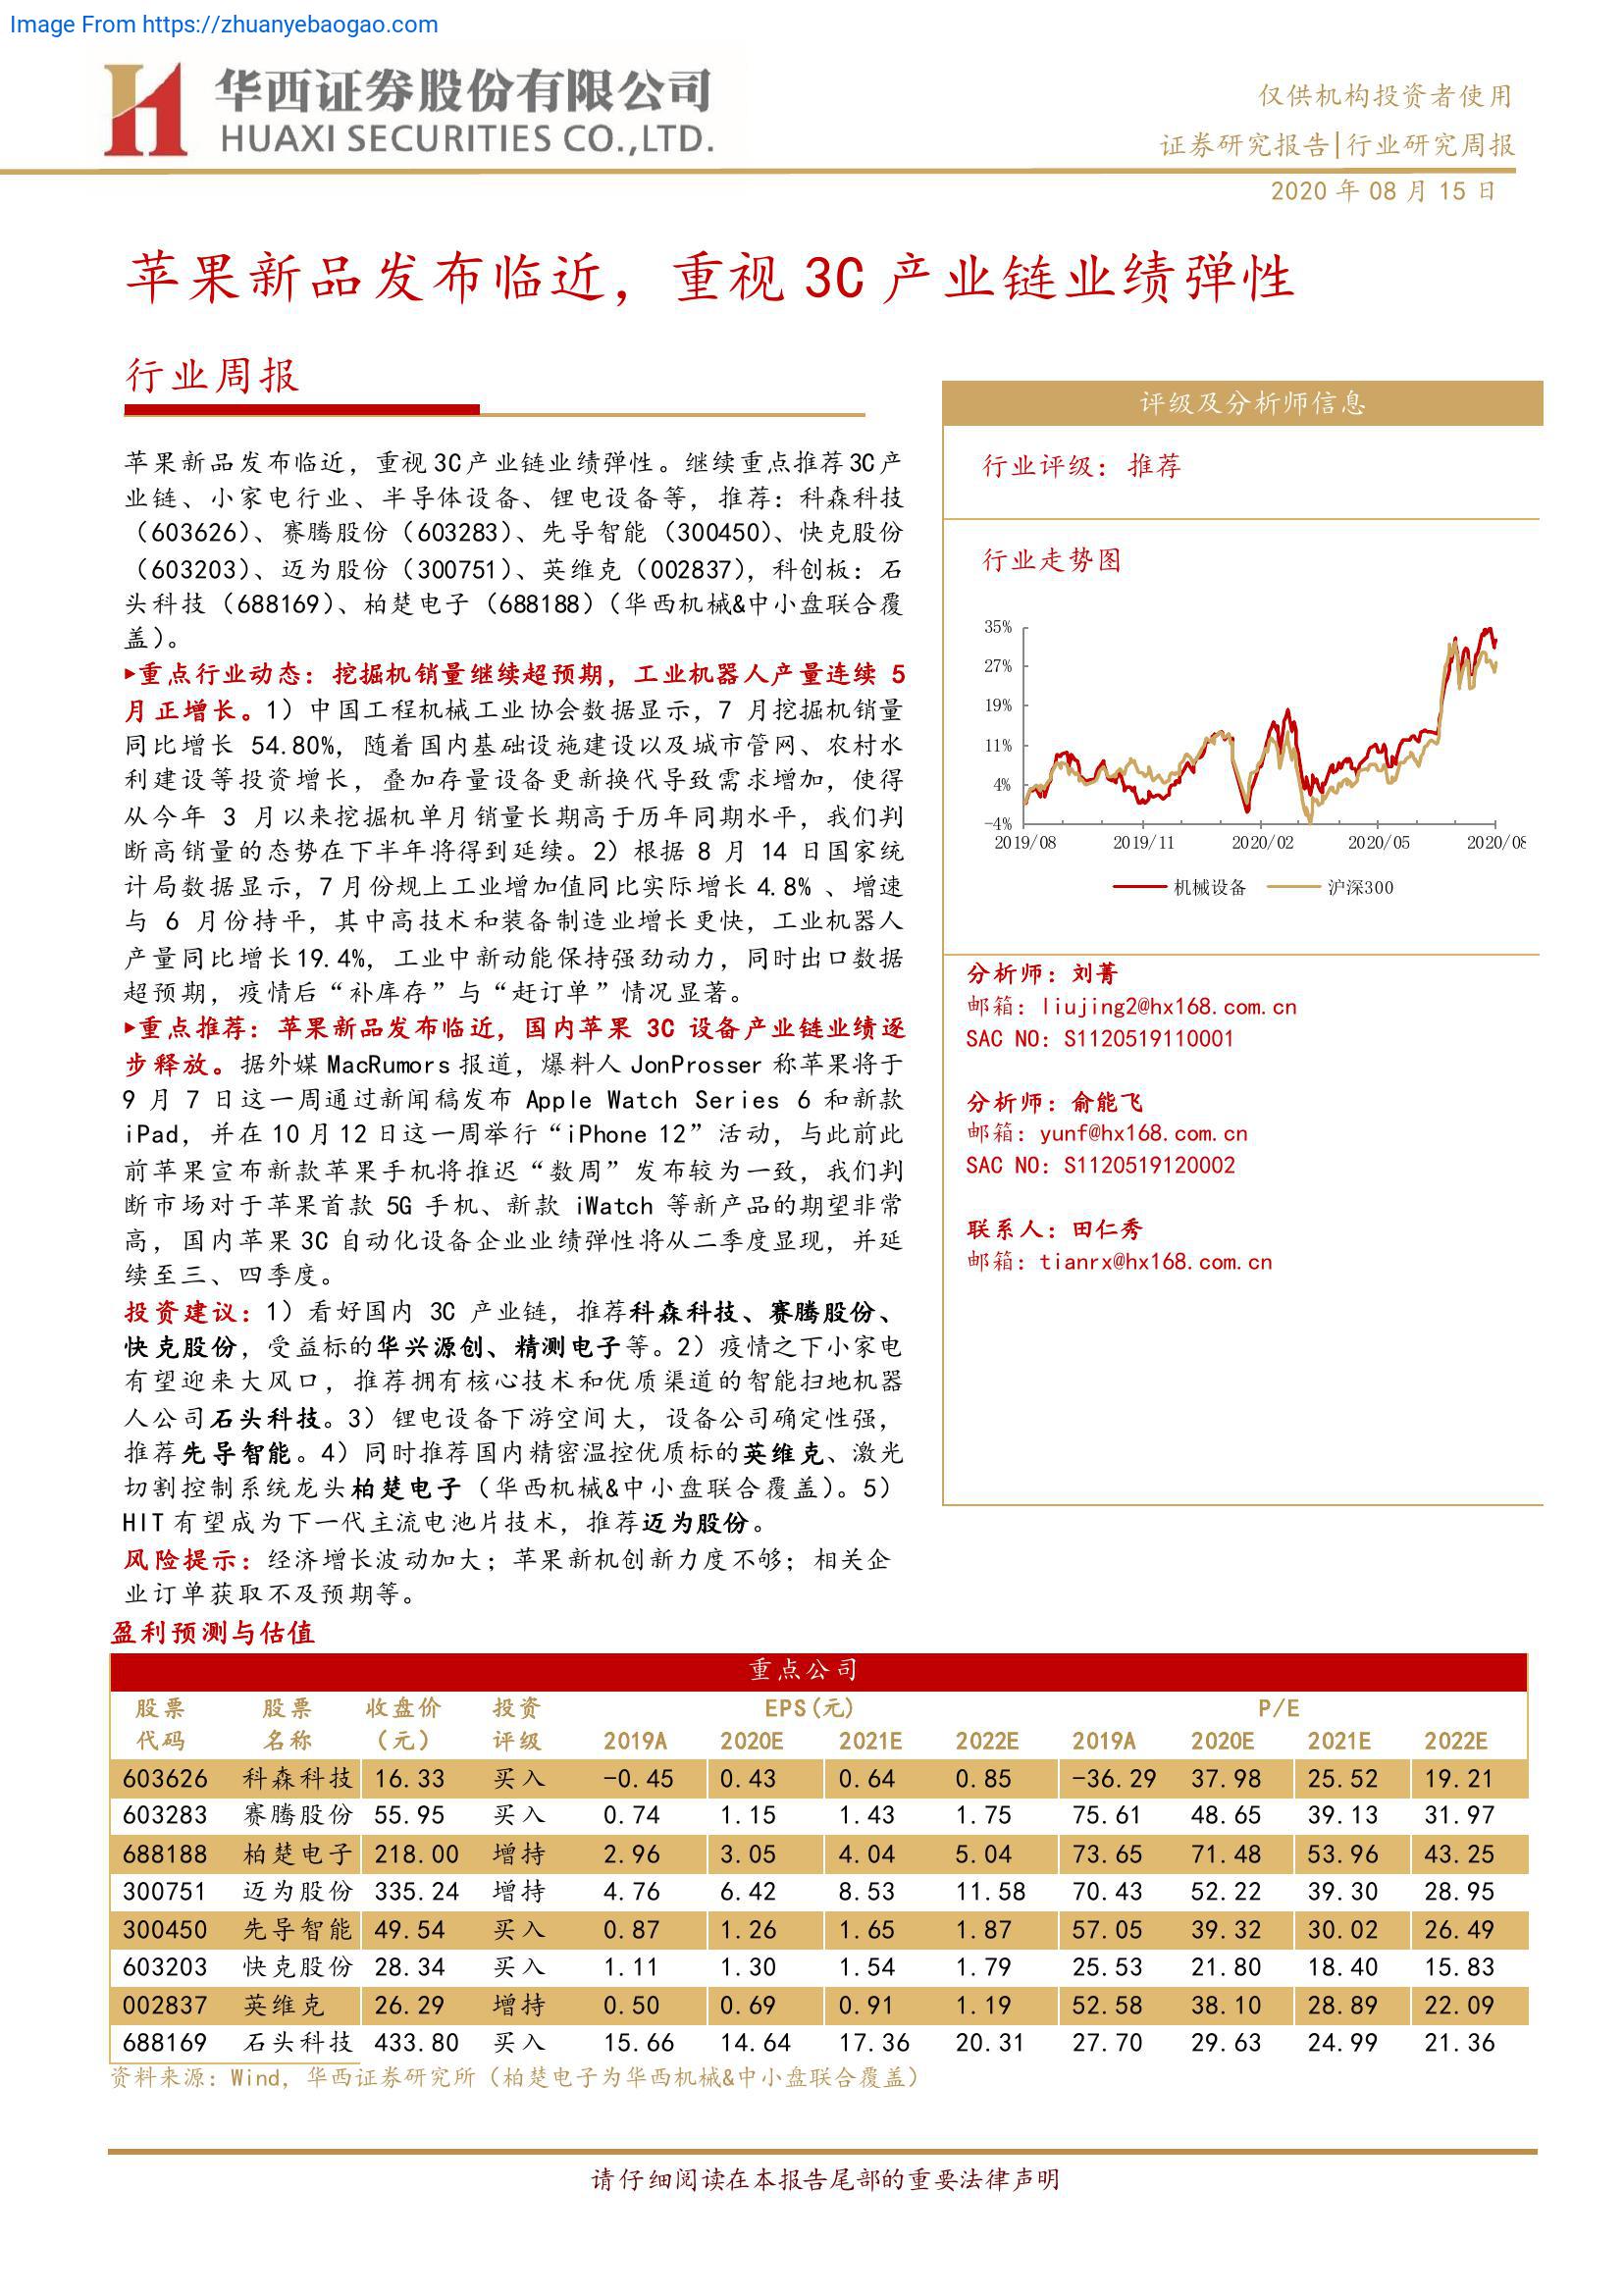 Image From https://zhuanyebaogao.com
华西证券股份有限公司
HUAXI SECURITIES CO.,LTD.
仅供机构投资者使用
证券研究报告|行业研究周报
2020 年 08 月 15 日
苹果新品发布临近，重视 3C 产业链业绩弹性
行业周报
苹果新品发布临近，重视 3C 产业链业绩弹性。继续重点推荐 3C 产
业链、小家电行业、半导体设备、锂电设备等，推荐：科森科技
（603626）、赛腾股份（603283）、先导智能（300450）、快克股份
（603203）、迈为股份（300751）、英维克（002837），科创板：石
头科技（688169）、柏楚电子（688188）（华西机械&中小盘联合覆
盖）。
▶重点行业动态：挖掘机销量继续超预期，工业机器人产量连续 5
月正增长。1）中国工程机械工业协会数据显示，7 月挖掘机销量
同比增长 54.80%，随着国内基础设施建设以及城市管网、农村水
利建设等投资增长，叠加存量设备更新换代导致需求增加，使得
从今年 3 月以来挖掘机单月销量长期高于历年同期水平，我们判
断高销量的态势在下半年将得到延续。2）根据 8 月 14 日国家统
计局数据显示，7 月份规上工业增加值同比实际增长 4.8% 、增速
与 6 月份持平，其中高技术和装备制造业增长更快，工业机器人
产量同比增长 19.4%，工业中新动能保持强劲动力，同时出口数据
超预期，疫情后“补库存”与“赶订单”情况显著。
▶重点推荐：苹果新品发布临近，国内苹果 3C 设备产业链业绩逐
步释放。据外媒 MacRumors 报道，爆料人 JonProsser 称苹果将于
9 月 7 日这一周通过新闻稿发布 Apple Watch Series 6 和新款
iPad，并在 10 月 12 日这一周举行“iPhone 12”活动，与此前此
前苹果宣布新款苹果手机将推迟“数周”发布较为一致，我们判
断市场对于苹果首款 5G 手机、新款 iWatch 等新产品的期望非常
高，国内苹果 3C 自动化设备企业业绩弹性将从二季度显现，并延
续至三、四季度。
投资建议：1）看好国内 3C 产业链，推荐科森科技、赛腾股份、
快克股份，受益标的华兴源创、精测电子等。2）疫情之下小家电
有望迎来大风口，推荐拥有核心技术和优质渠道的智能扫地机器
人公司石头科技。3）锂电设备下游空间大，设备公司确定性强，
推荐先导智能。4）同时推荐国内精密温控优质标的英维克、激光
切割控制系统龙头柏楚电子（华西机械&中小盘联合覆盖）。5）
HIT 有望成为下一代主流电池片技术，推荐迈为股份。
风险提示：经济增长波动加大；苹果新机创新力度不够；相关企
业订单获取不及预期等。
评级及分析师信息
行业评级：推荐
行业走势图
35%
27%
19%
11%
4%
-4%
2019/08 2019/11 2020/02 2020/05 2020/08
机械设备 沪深300
分析师：刘菁
邮箱：liujing2@hx168.com.cn
SAC NO：S1120519110001
分析师：俞能飞
邮箱：yunf@hx168.com.cn
SAC NO：S1120519120002
联系人：田仁秀
邮箱：tianrx@hx168.com.cn
盈利预测与估值
重点公司
股票 股票 收盘价 投资 EPS(元) P/E
代码 名称 （元） 评级 2019A 2020E 2021E 2022E 2019A 2020E 2021E 2022E
603626 科森科技 16.33 买入 -0.45 0.43 0.64 0.85 -36.29 37.98 25.52 19.21
603283 赛腾股份 55.95 买入 0.74 1.15 1.43 1.75 75.61 48.65 39.13 31.97
688188 柏楚电子 218.00 增持 2.96 3.05 4.04 5.04 73.65 71.48 53.96 43.25
300751 迈为股份 335.24 增持 4.76 6.42 8.53 11.58 70.43 52.22 39.30 28.95
300450 先导智能 49.54 买入 0.87 1.26 1.65 1.87 57.05 39.32 30.02 26.49
603203 快克股份 28.34 买入 1.11 1.30 1.54 1.79 25.53 21.80 18.40 15.83
002837 英维克 26.29 增持 0.50 0.69 0.91 1.19 52.58 38.10 28.89 22.09
688169 石头科技 433.80 买入 15.66 14.64 17.36 20.31 27.70 29.63 24.99 21.36
资料来源：Wind，华西证券研究所（柏楚电子为华西机械&中小盘联合覆盖）
请仔细阅读在本报告尾部的重要法律声明